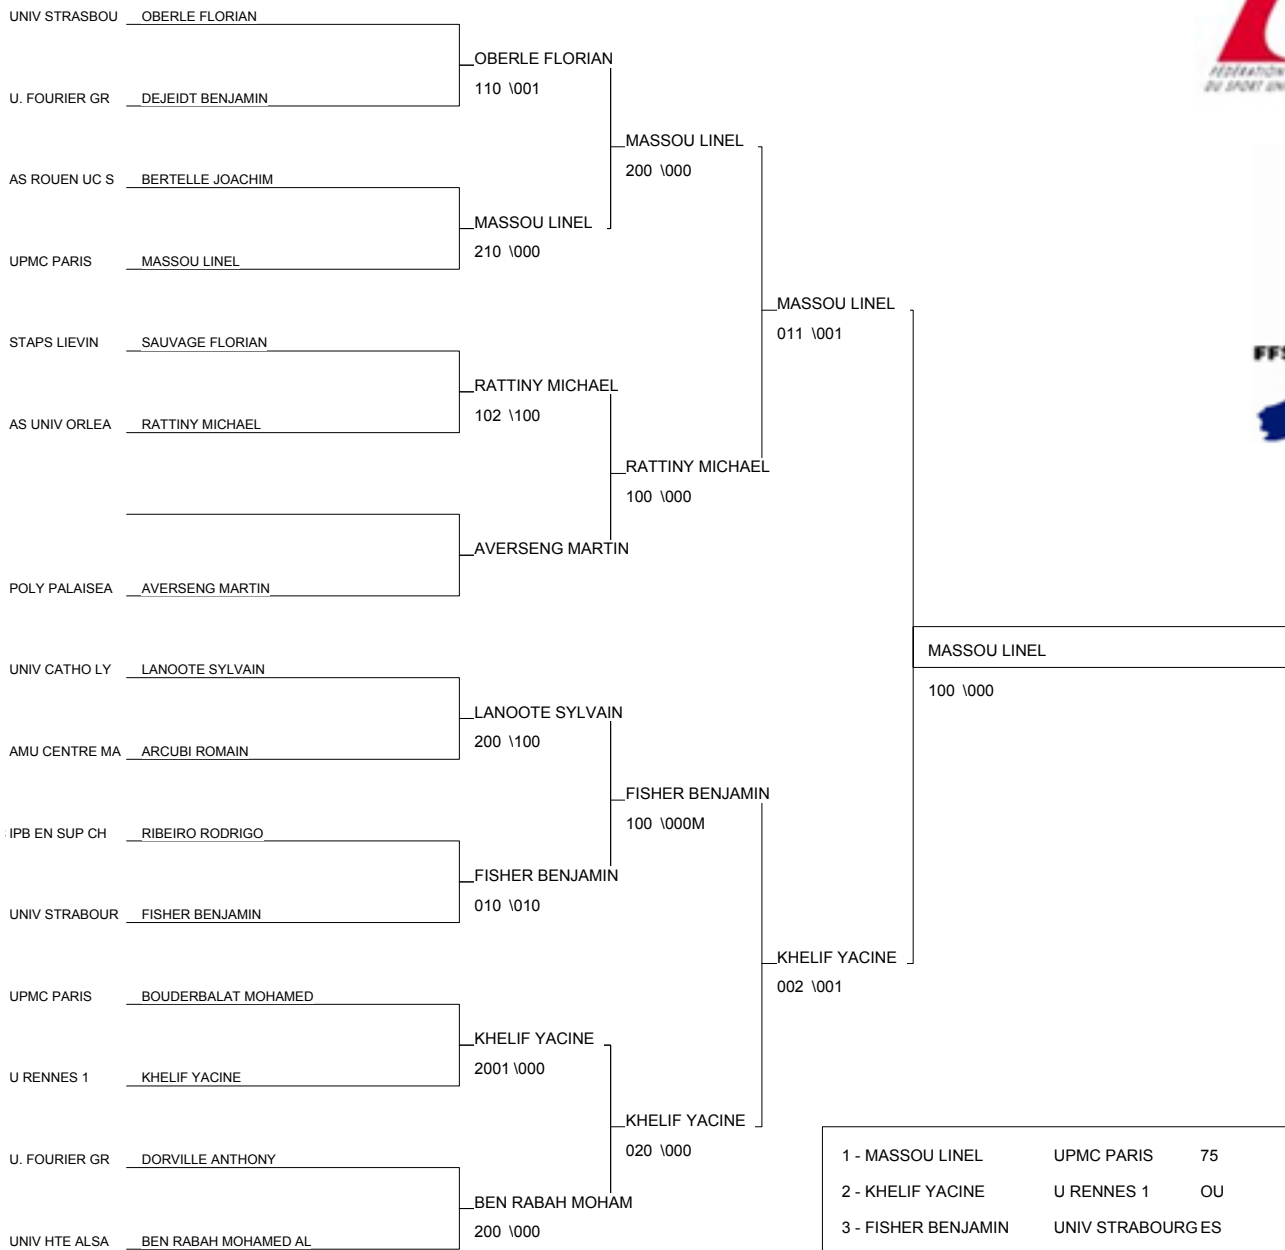 UNIV STRASBOU OBERLE FLORIAN
OBERLE FLORIAN
110 \001
U. FOURIER GR DEJEIDT BENJAMIN
MASSOU LINEL
200 \000
AS ROUEN UC S BERTELLE JOACHIM
MASSOU LINEL
210 \000
UPMC PARIS MASSOU LINEL
MASSOU LINEL
011 \001
STAPS LIEVIN SAUVAGE FLORIAN
RATTINY MICHAEL
102 \100
AS UNIV ORLEA RATTINY MICHAEL
RATTINY MICHAEL
100 \000
AVERSENG MARTIN
POLY PALAISEA AVERSENG MARTIN
MASSOU LINEL
100 \000
UNIV CATHO LY LANOOTE SYLVAIN
LANOOTE SYLVAIN
200 \100
AMU CENTRE MA ARCUBI ROMAIN
FISHER BENJAMIN
100 \000M
IPB EN SUP CH RIBEIRO RODRIGO
FISHER BENJAMIN
010 \010
UNIV STRABOUR FISHER BENJAMIN
KHELIF YACINE
002 \001
UPMC PARIS BOUDERBALAT MOHAMED
KHELIF YACINE
2001 \000
U RENNES 1 KHELIF YACINE
KHELIF YACINE
020 \000
U. FOURIER GR DORVILLE ANTHONY
BEN RABAH MOHAM
200 \000
UNIV HTE ALSA BEN RABAH MOHAMED AL
1 - MASSOU LINEL UPMC PARIS 75
2 - KHELIF YACINE U RENNES 1 OU
3 - FISHER BENJAMIN UNIV STRABOURG ES